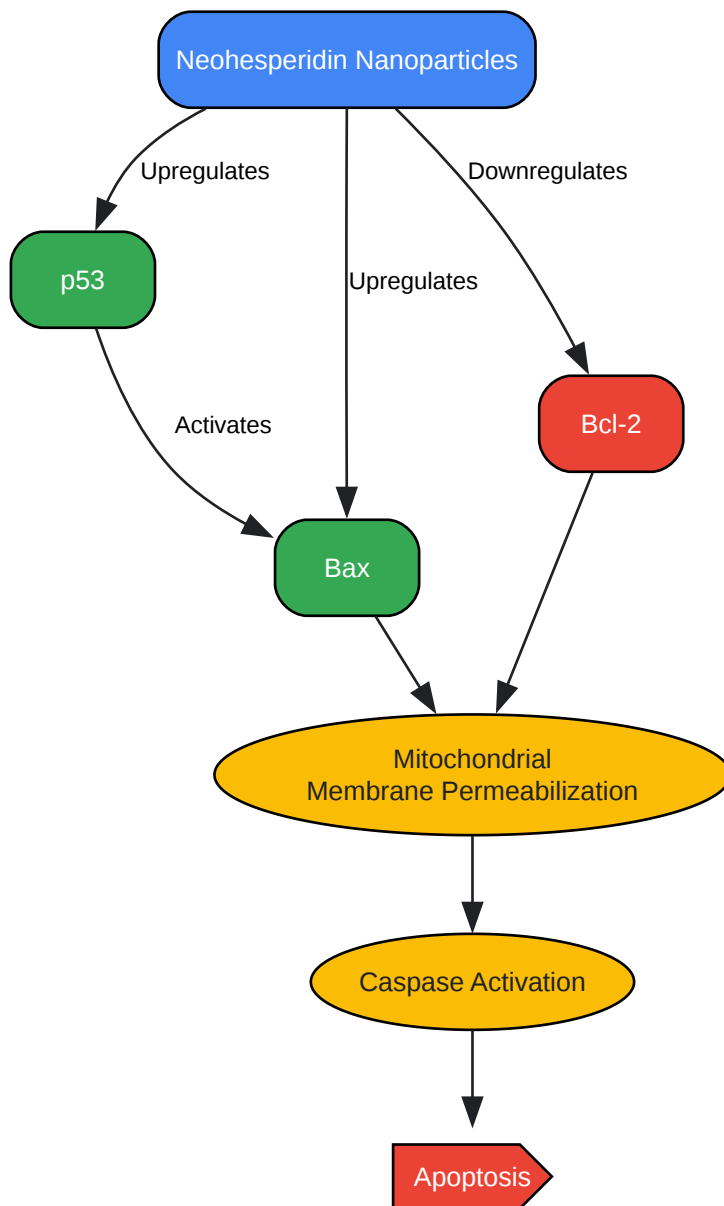 Neohesperidin Nanoparticles
Upregulates
Downregulates
p53
Upregulates
Activates
Bcl-2
Bax
Mitochondrial
Membrane Permeabilization
Caspase Activation
Apoptosis